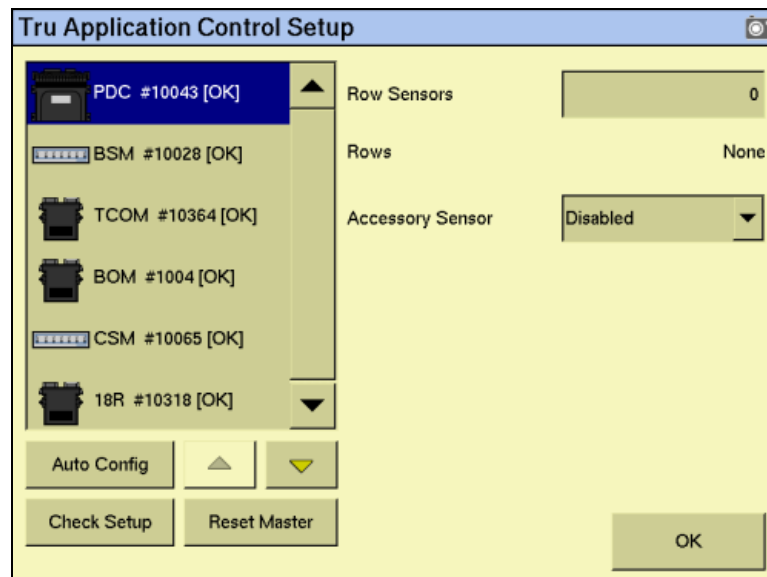 Tru Application Control Setup
PDC #10043 [OK]
BSM #10028 [OK]
TCOM #10364 [OK]
BOM #1004 [OK]
CSM #10065 [OK]
18R #10318 [OK]
Auto Config
Check Setup
Reset Master
Row Sensors 0
Rows None
Accessory Sensor Disabled
OK